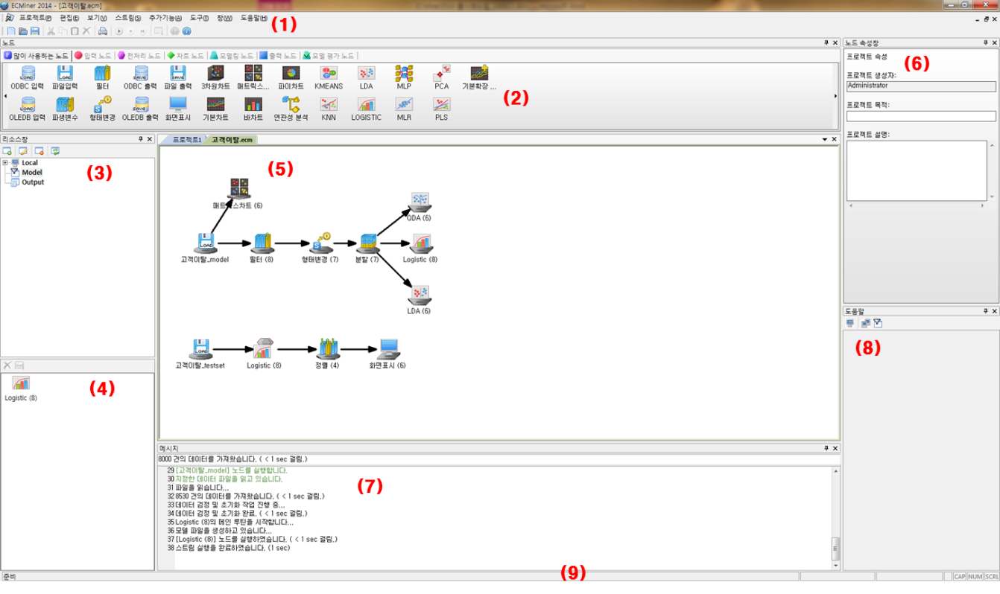 ECMiner 2014 - [고객이탈.ecm]
프로젝트(P) 편집(E) 보기(V) 스트림(S) 추가기능(A) 도구(T) 창(W) 도움말(H)
(1)
노드
많이 사용하는 노드 입력 노드 전처리 노드 차트 노드 모델링 노드 출력 노드 모델 평가 노드
ODBC 입력 파일입력 필터 ODBC 출력 파일 출력 3차원차트 매트릭스... 파이차트 KMEANS LDA MLP PCA 기본확장 ...
(2)
OLEDB 입력 파생변수 형태변경 OLEDB 출력 화면표시 기본차트 바차트 연관성 분석 KNN LOGISTIC MLR PLS
노드 속성창
프로젝트 속성
(6)
프로젝트 생성자:
Administrator
프로젝트 목적:
프로젝트 설명:
리소스창
Local
Model
Output
(3)
프로젝트1 고객이탈.ecm
(5)
매트릭스차트 (6)
QDA (6)
고객이탈_model 필터 (8) 형태변경 (7) 분할 (7) Logistic (8)
LDA (6)
고객이탈_testset Logistic (8) 정렬 (4) 화면표시 (6)
(4)
Logistic (8)
도움말
(8)
메시지
8000 건의 데이터를 가져왔습니다. ( < 1 sec 걸림.)
29 [고객이탈_model] 노드를 실행합니다.
30 지정한 데이터 파일을 읽고 있습니다.
31 파일을 읽습니다...
32 8530 건의 데이터를 가져왔습니다. ( < 1 sec 걸림.)
33 데이터 검정 및 초기화 작업 진행 중...
34 데이터 검정 및 초기화 완료. ( < 1 sec 걸림.)
35 Logistic (8)의 메인 루틴을 시작합니다...
36 모델 파일을 생성하고 있습니다...
37 [Logistic (8)] 노드를 실행하였습니다. ( < 1 sec 걸림.)
38 스트림 실행을 완료하였습니다. (1 sec)
(7)
(9)
준비
CAP NUM SCRL